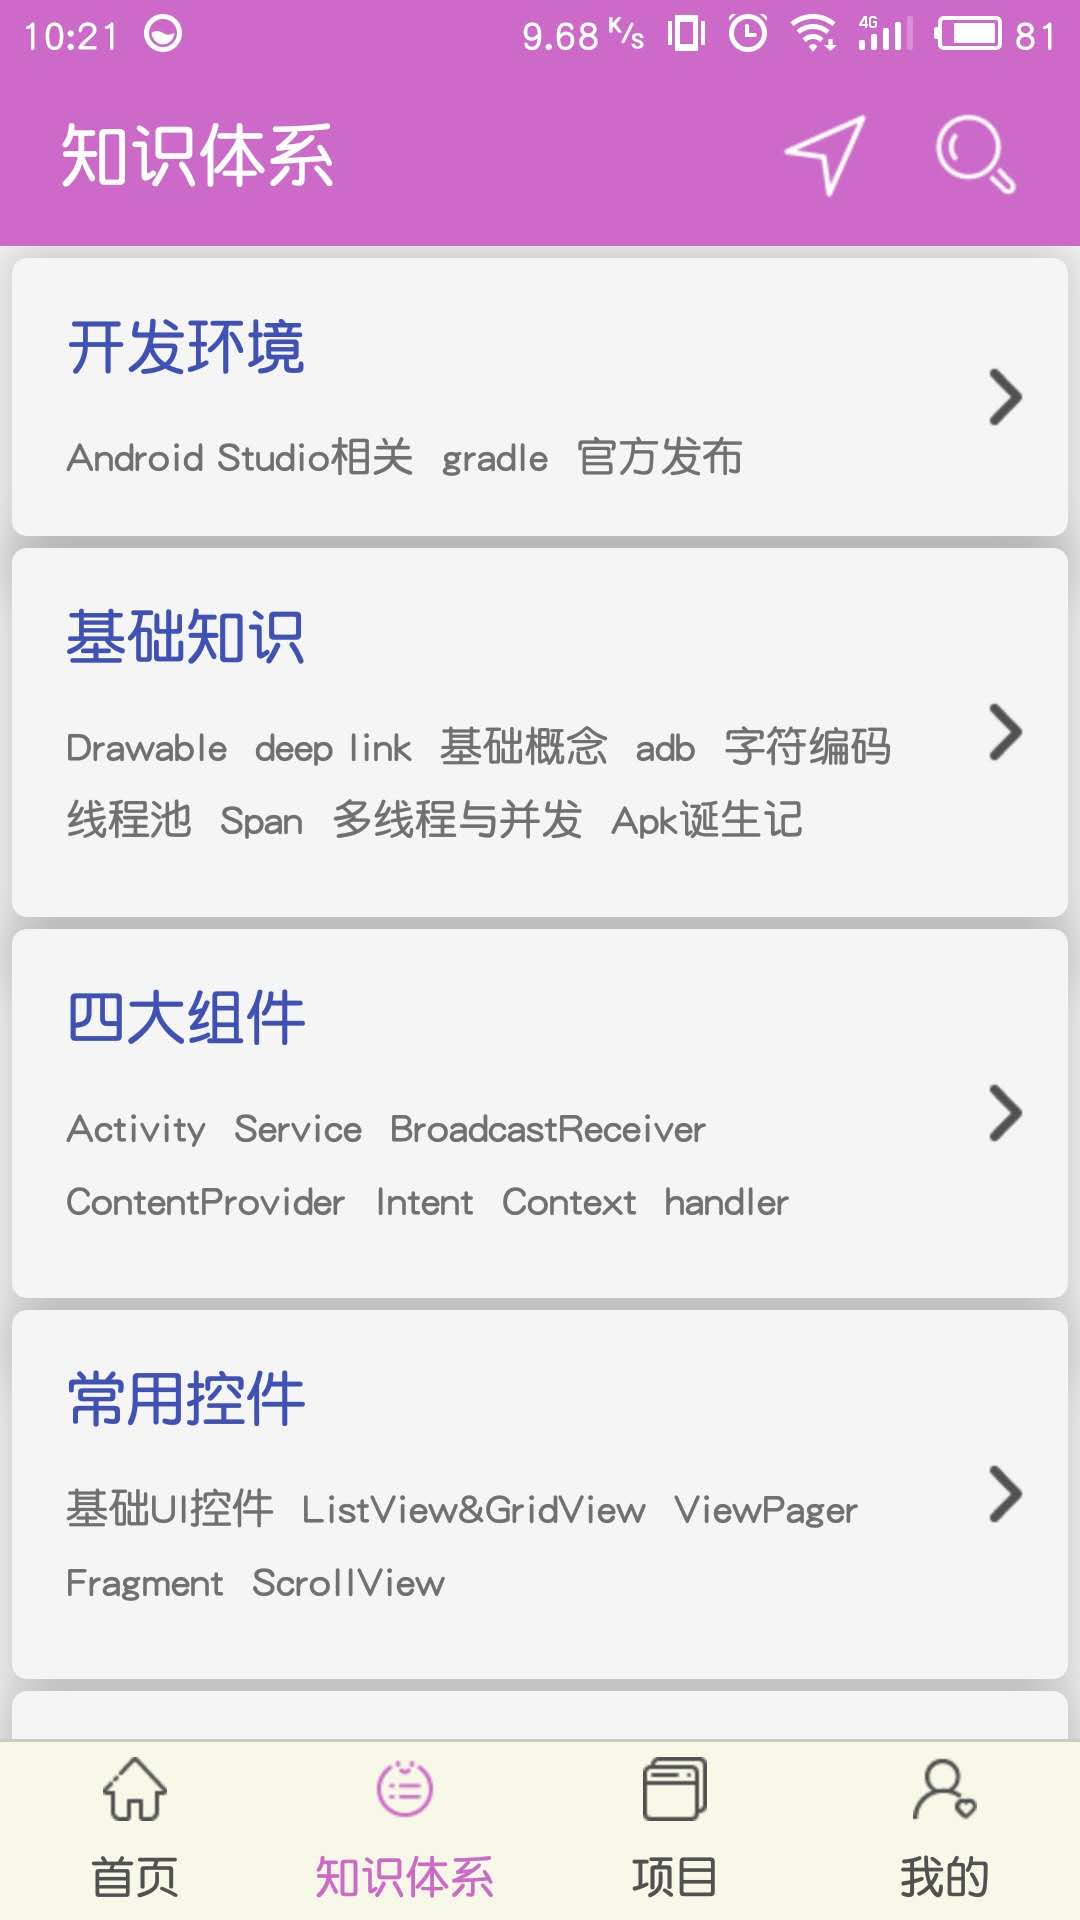 10:21 9.68 K/s 4G 81
知识体系
开发环境
Android Studio相关 gradle 官方发布
基础知识
Drawable deep link 基础概念 adb 字符编码
线程池 Span 多线程与并发 Apk诞生记
四大组件
Activity Service BroadcastReceiver
ContentProvider Intent Context handler
常用控件
基础UI控件 ListView&GridView ViewPager
Fragment ScrollView
首页 知识体系 项目 我的